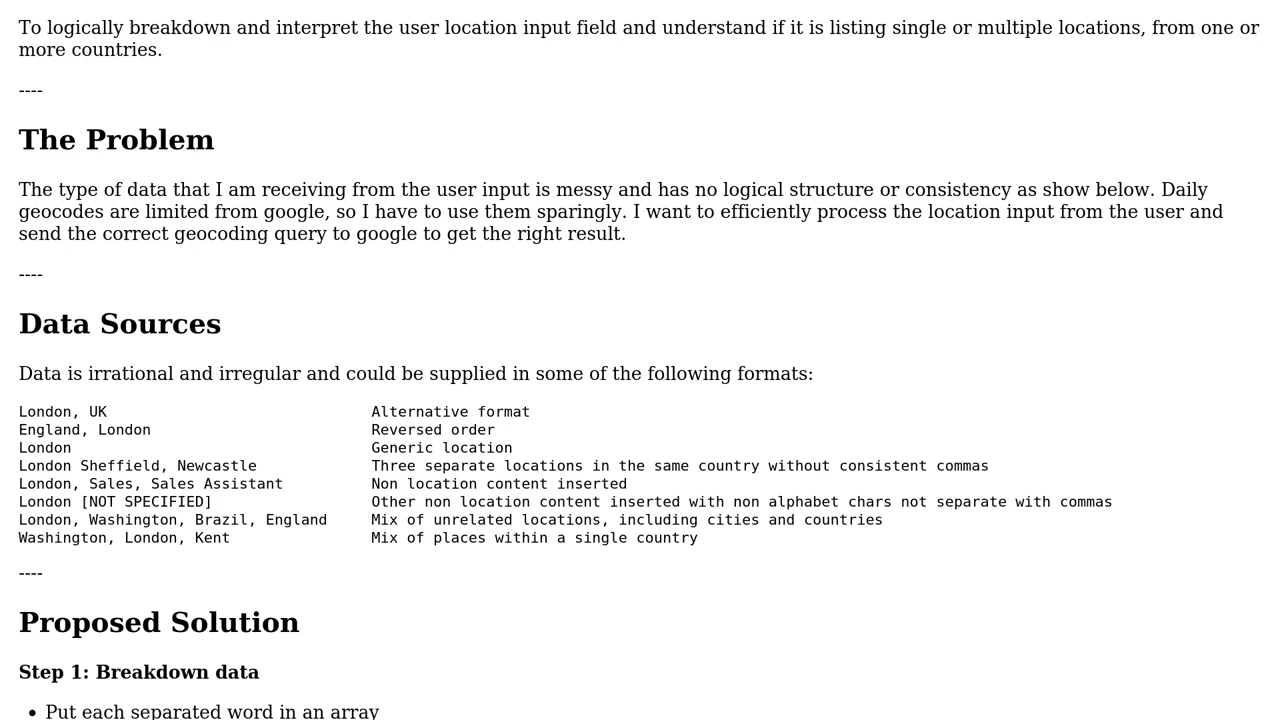 To logically breakdown and interpret the user location input field and understand if it is listing single or multiple locations, from one or
more countries.
----
The Problem
The type of data that I am receiving from the user input is messy and has no logical structure or consistency as show below. Daily
geocodes are limited from google, so I have to use them sparingly. I want to efficiently process the location input from the user and
send the correct geocoding query to google to get the right result.
----
Data Sources
Data is irrational and irregular and could be supplied in some of the following formats:
London, UK                              Alternative format
England, London                         Reversed order
London                                  Generic location
London Sheffield, Newcastle             Three separate locations in the same country without consistent commas
London, Sales, Sales Assistant          Non location content inserted
London [NOT SPECIFIED]                  Other non location content inserted with non alphabet chars not separate with commas
London, Washington, Brazil, England     Mix of unrelated locations, including cities and countries
Washington, London, Kent                Mix of places within a single country
----
Proposed Solution
Step 1: Breakdown data
• Put each separated word in an array